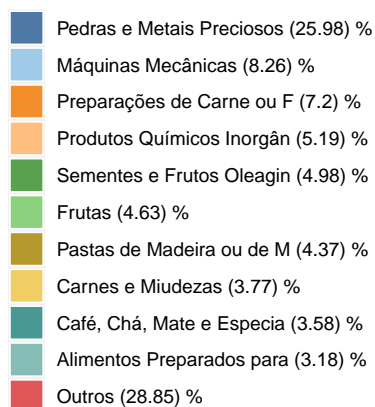 Pedras e Metais Preciosos (25.98) %
Máquinas Mecânicas (8.26) %
Preparações de Carne ou F (7.2) %
Produtos Químicos Inorgân (5.19) %
Sementes e Frutos Oleagin (4.98) %
Frutas (4.63) %
Pastas de Madeira ou de M (4.37) %
Carnes e Miudezas (3.77) %
Café, Chá, Mate e Especia (3.58) %
Alimentos Preparados para (3.18) %
Outros (28.85) %